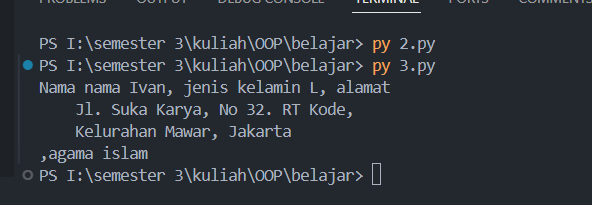 PROBLEMS OUTPUT DEBUG CONSOLE TERMINAL PORTS COMMENTS
PS I:\semester 3\kuliah\OOP\belajar> py 2.py
PS I:\semester 3\kuliah\OOP\belajar> py 3.py
Nama nama Ivan, jenis kelamin L, alamat
Jl. Suka Karya, No 32. RT Kode,
Kelurahan Mawar, Jakarta
,agama islam
PS I:\semester 3\kuliah\OOP\belajar>